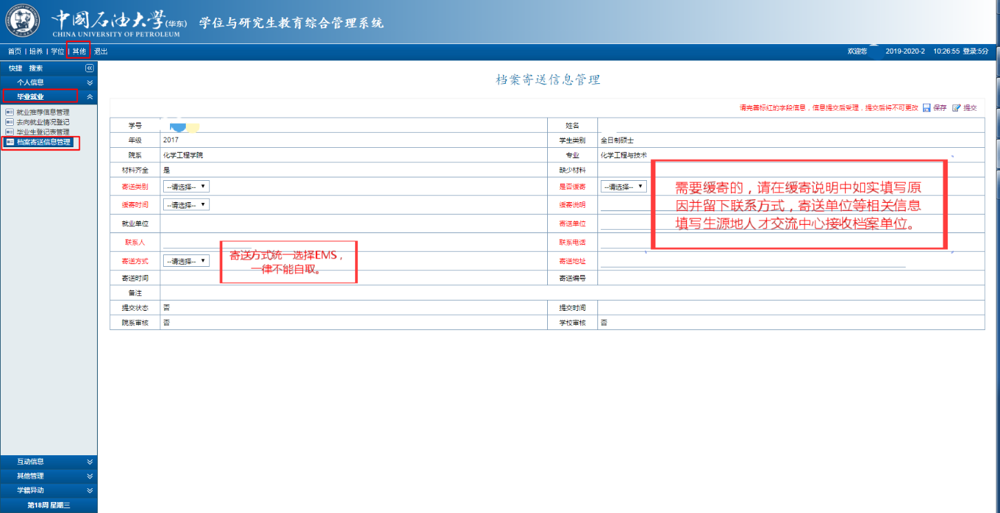 中國石油大學(华东) 学位与研究生教育综合管理系统
CHINA UNIVERSITY OF PETROLEUM
首页 | 培养 | 学位 | 其他 退出
欢迎您 2019-2020-2 10:26:55 登录:5分
快捷 搜索
个人信息
毕业就业
就业推荐信息管理
去向就业情况登记
毕业生登记表管理
档案寄送信息管理
互动信息
其他管理
学籍异动
第18周 星期三
档案寄送信息管理
请完善标红的字段信息，信息提交后受理，提交后将不可更改 保存 提交
学号 姓名
年级 2017 学生类别 全日制硕士
院系 化学工程学院 专业 化学工程与技术
材料齐全 是 缺少材料
寄送类别 --请选择-- 是否缓寄 --请选择--
缓寄时间 --请选择-- 缓寄说明
就业单位 寄送单位
联系人 联系电话
寄送方式 --请选择-- 寄送地址
寄送时间 寄送编号
备注
提交状态 否 提交时间
院系审核 否 学校审核 否
需要缓寄的，请在缓寄说明中如实填写原
因并留下联系方式，寄送单位等相关信息
填写生源地人才交流中心接收档案单位。
寄送方式统一选择EMS，
一律不能自取。